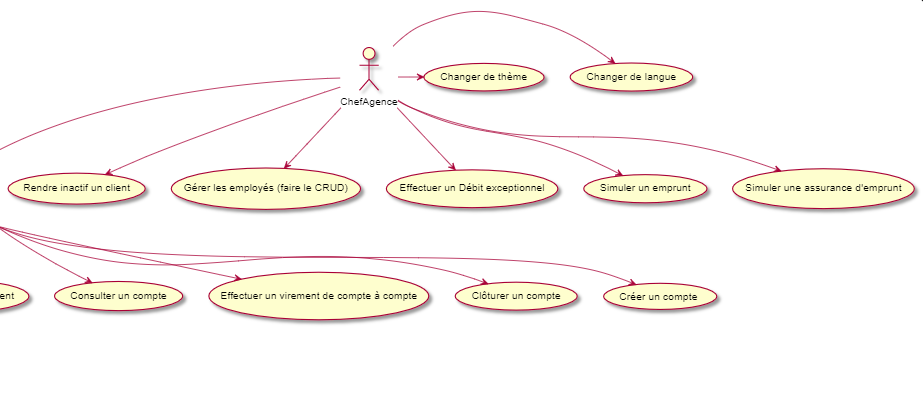 Changer de thème
Changer de langue
ChefAgence
Rendre inactif un client
Gérer les employés (faire le CRUD)
Effectuer un Débit exceptionnel
Simuler un emprunt
Simuler une assurance d'emprunt
ent
Consulter un compte
Effectuer un virement de compte à compte
Clôturer un compte
Créer un compte